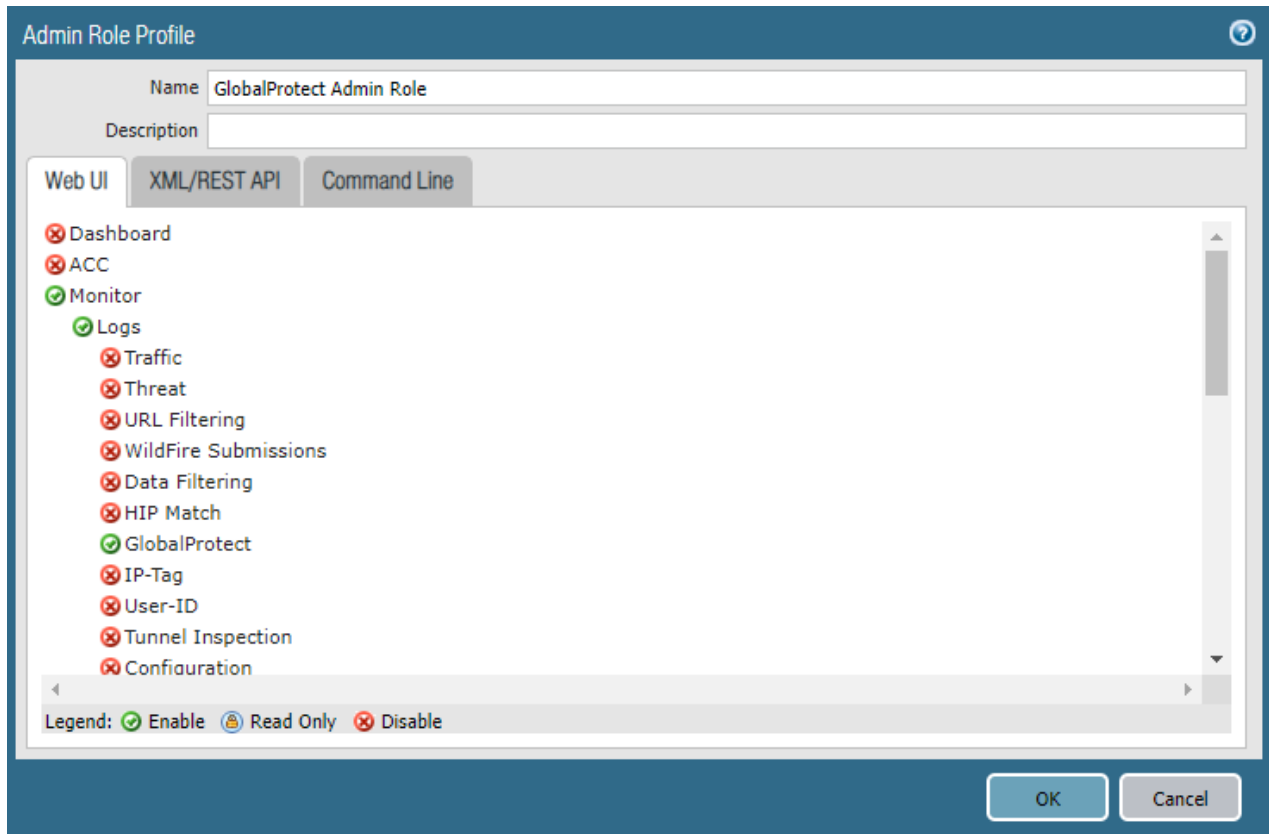 Admin Role Profile
Name GlobalProtect Admin Role
Description
Web UI XML/REST API Command Line
Dashboard
ACC
Monitor
Logs
Traffic
Threat
URL Filtering
WildFire Submissions
Data Filtering
HIP Match
GlobalProtect
IP-Tag
User-ID
Tunnel Inspection
Configuration
Legend: Enable Read Only Disable
OK Cancel